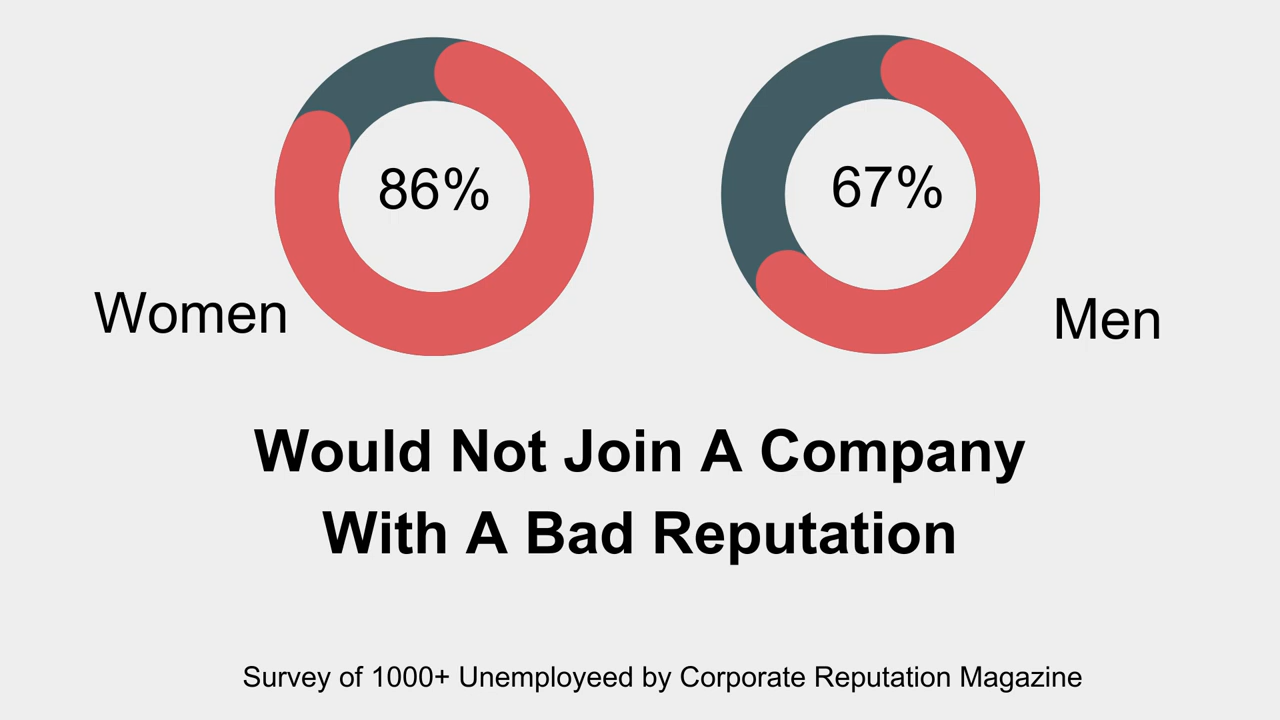 86%
67%
Women
Men
Would Not Join A Company
With A Bad Reputation
Survey of 1000+ Unemployeed by Corporate Reputation Magazine